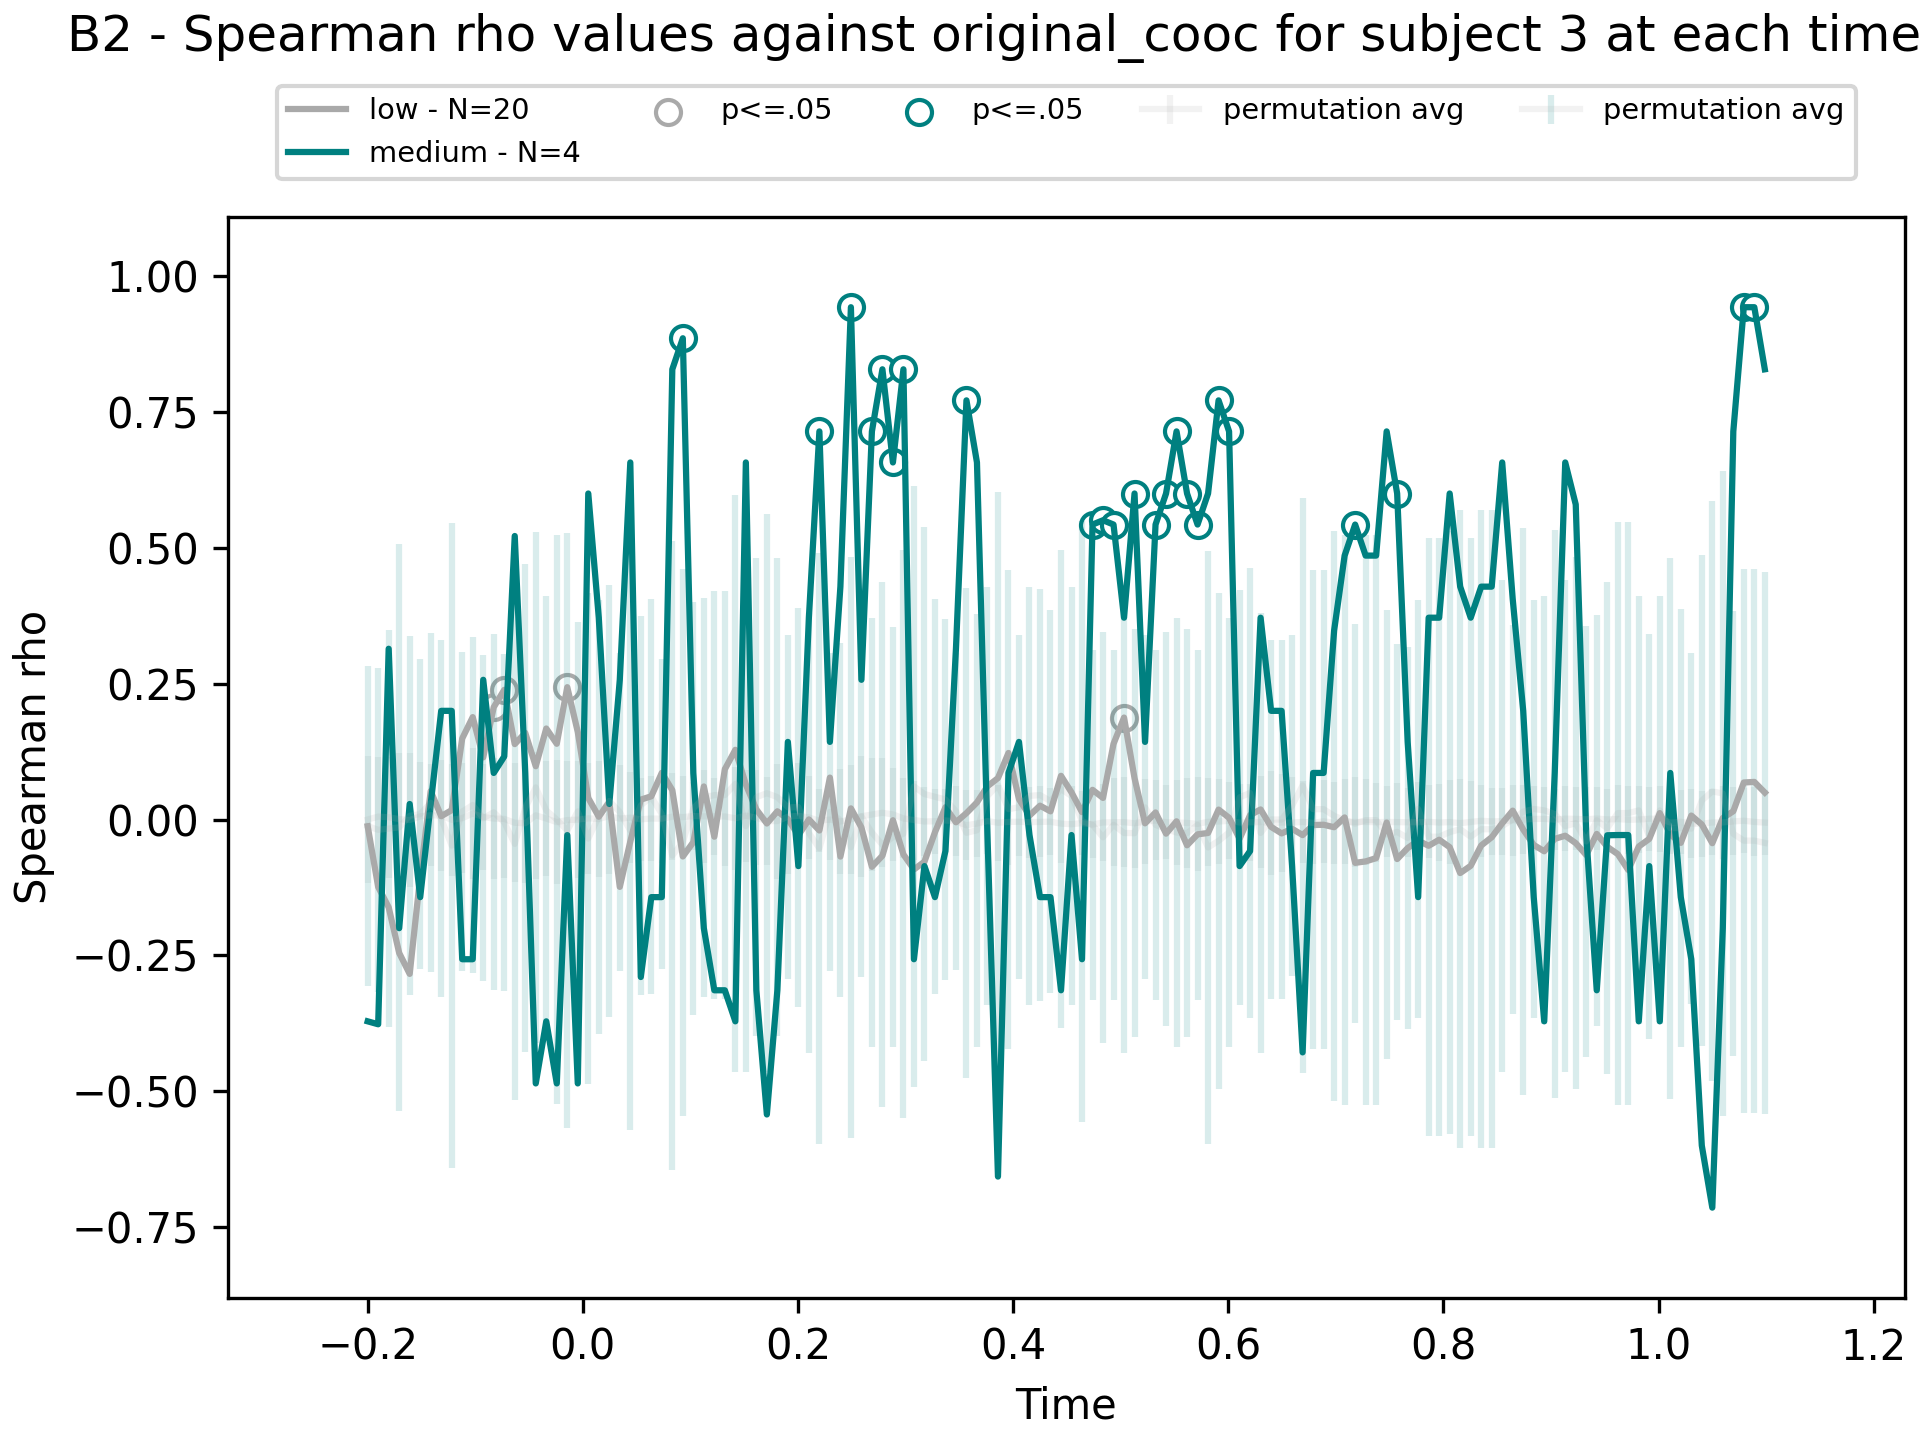 B2 - Spearman rho values against original_cooc for subject 3 at each time
low - N=20 p<=.05 p<=.05 permutation avg permutation avg
medium - N=4
1.00
0.75
0.50
0.25
0.00
−0.25
−0.50
−0.75
Spearman rho
−0.2 0.0 0.2 0.4 0.6 0.8 1.0 1.2
Time